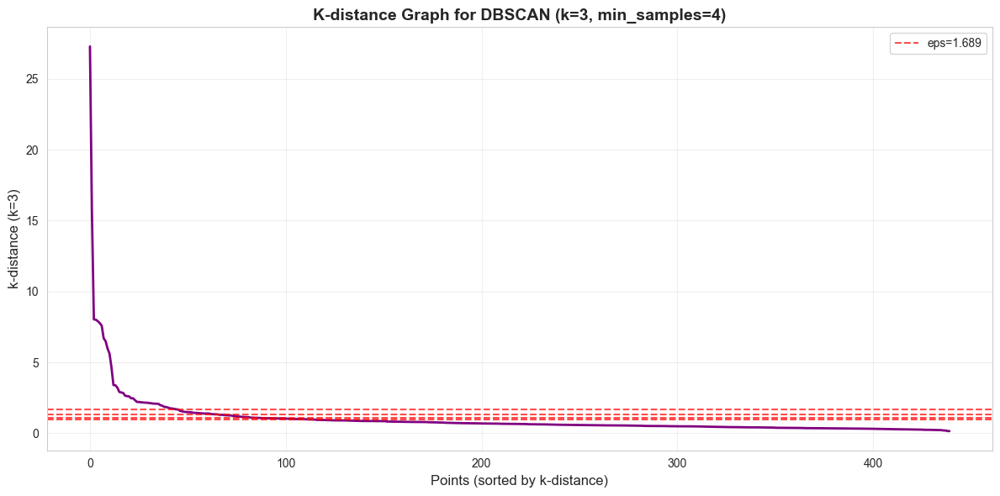 K-distance Graph for DBSCAN (k=3, min_samples=4)
eps=1.689
k-distance (k=3)
25
20
15
10
5
0
0 100 200 300 400
Points (sorted by k-distance)